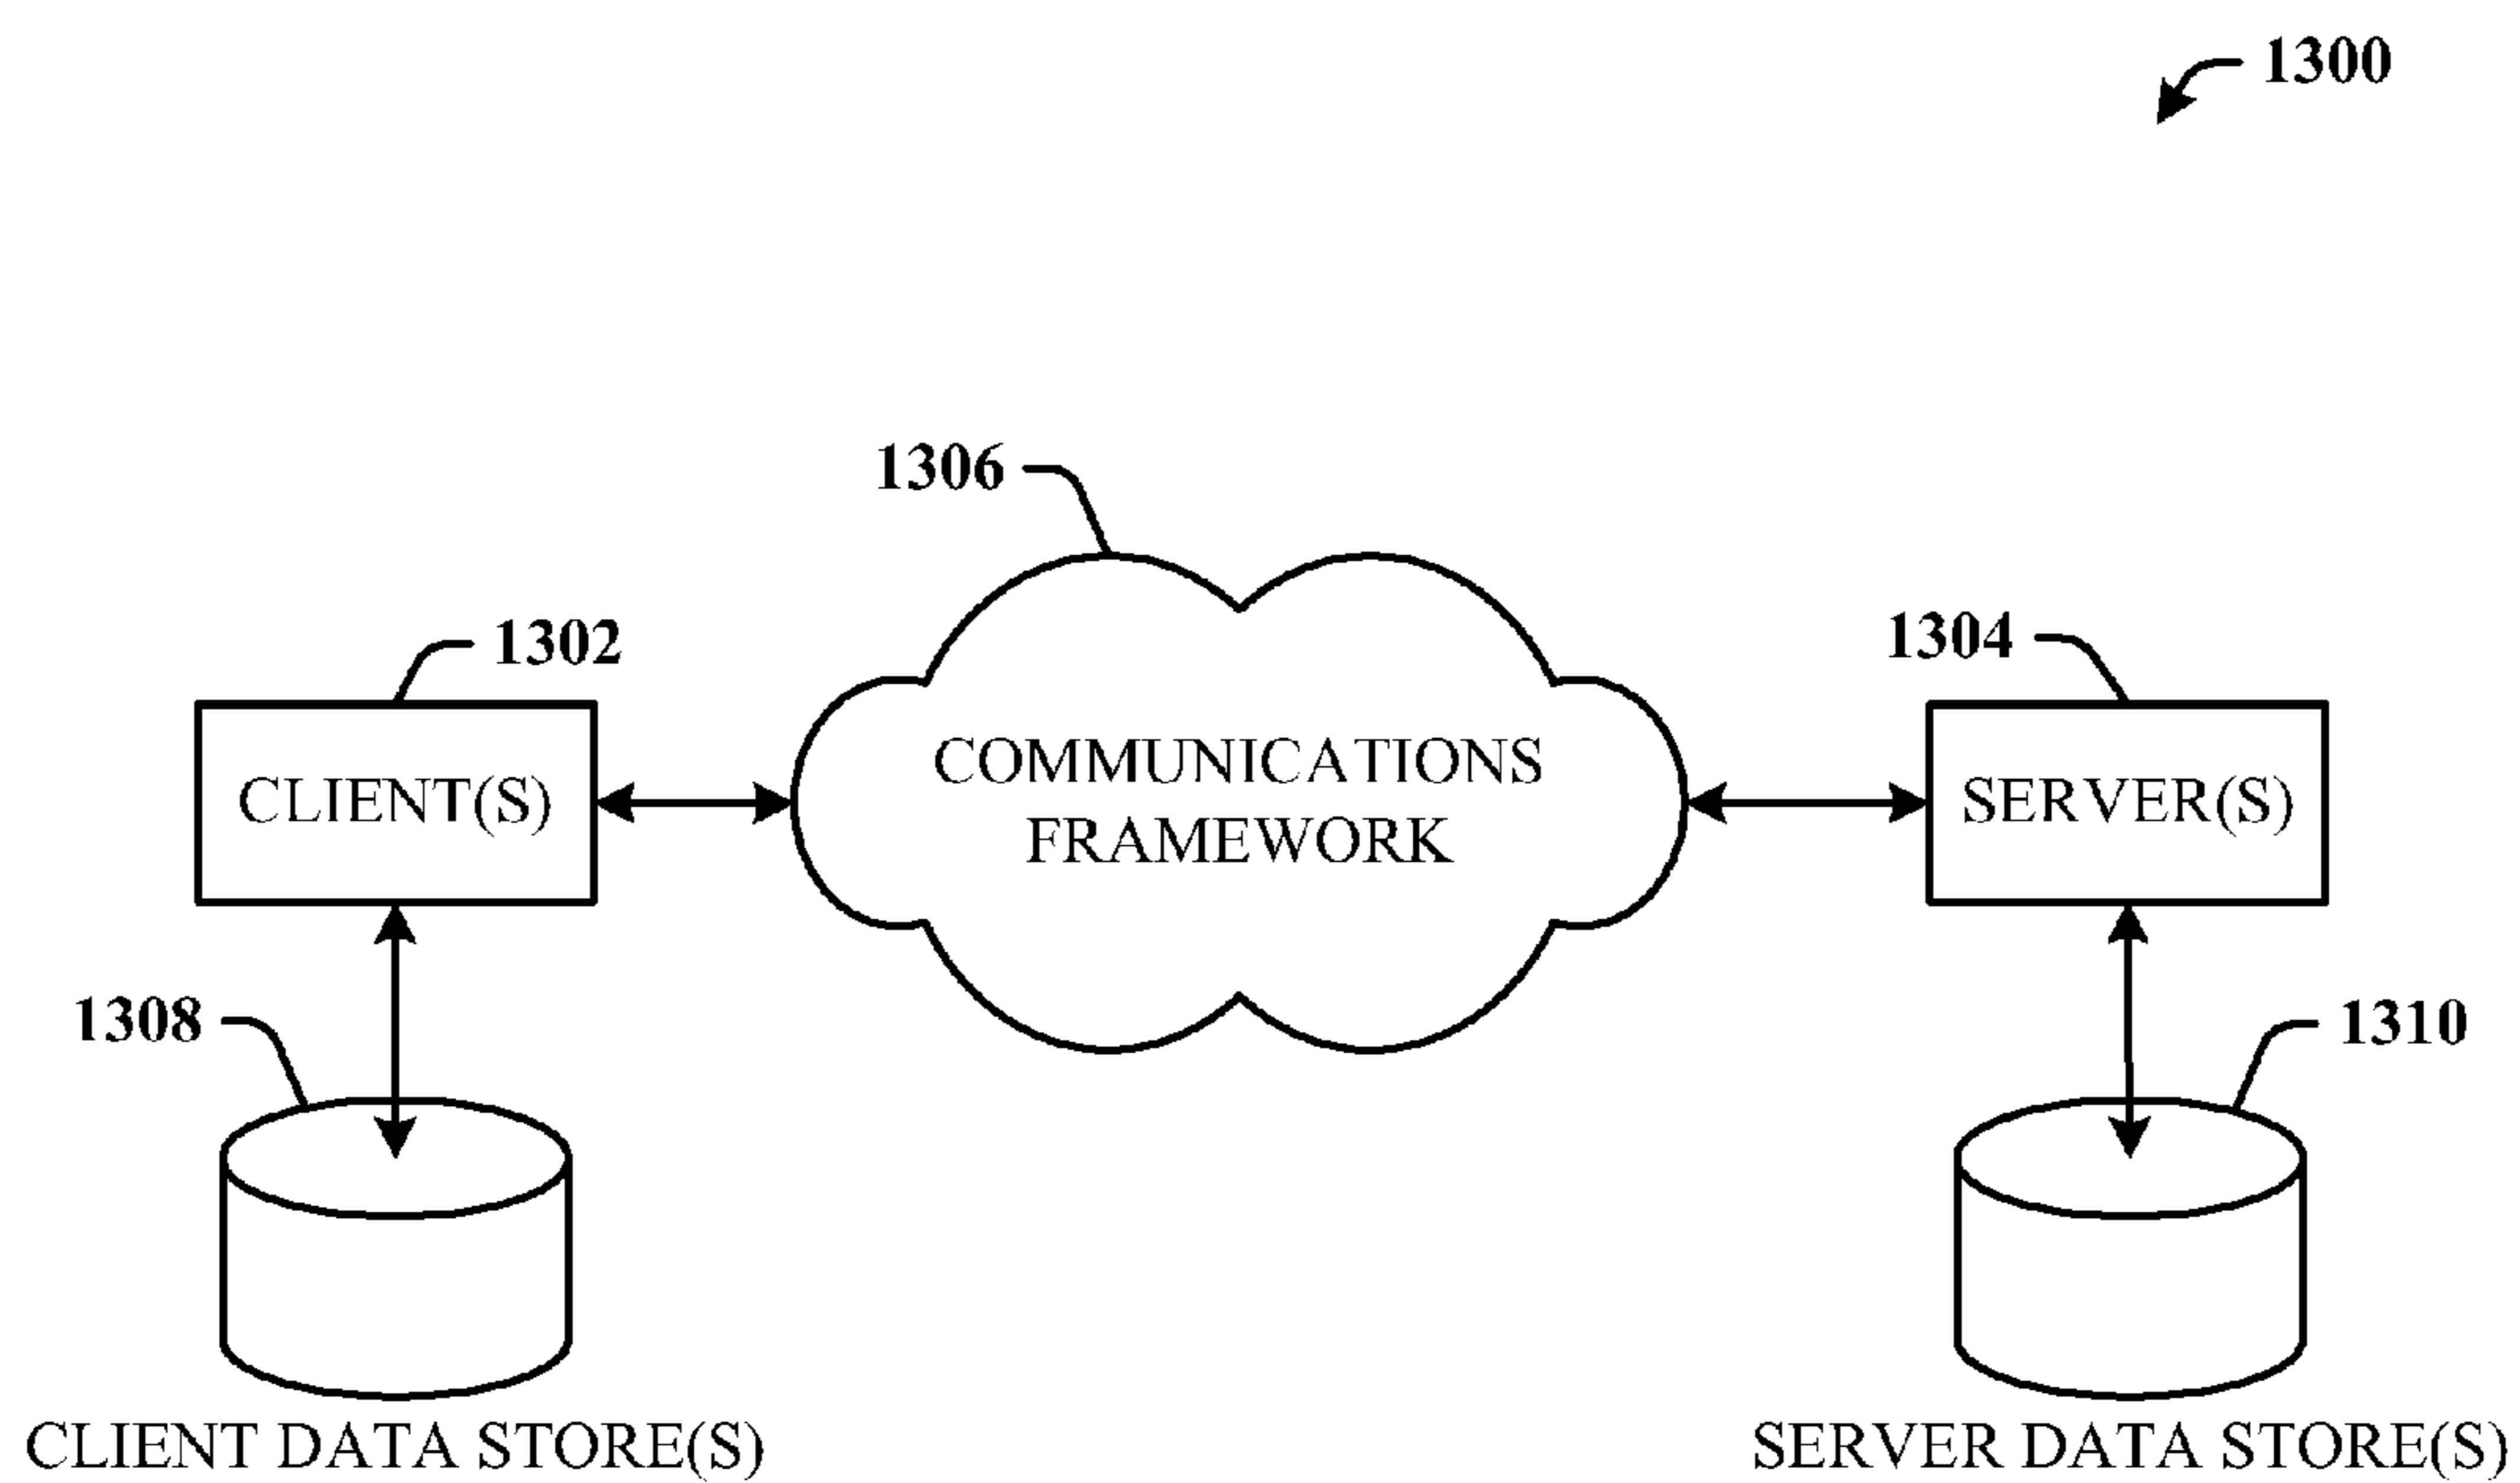 1300
1306
1302
1304
COMMUNICATIONS
FRAMEWORK
CLIENT(S)
SERVER(S)
1308
1310
CLIENT DATA STORE(S)
SERVER DATA STORE(S)